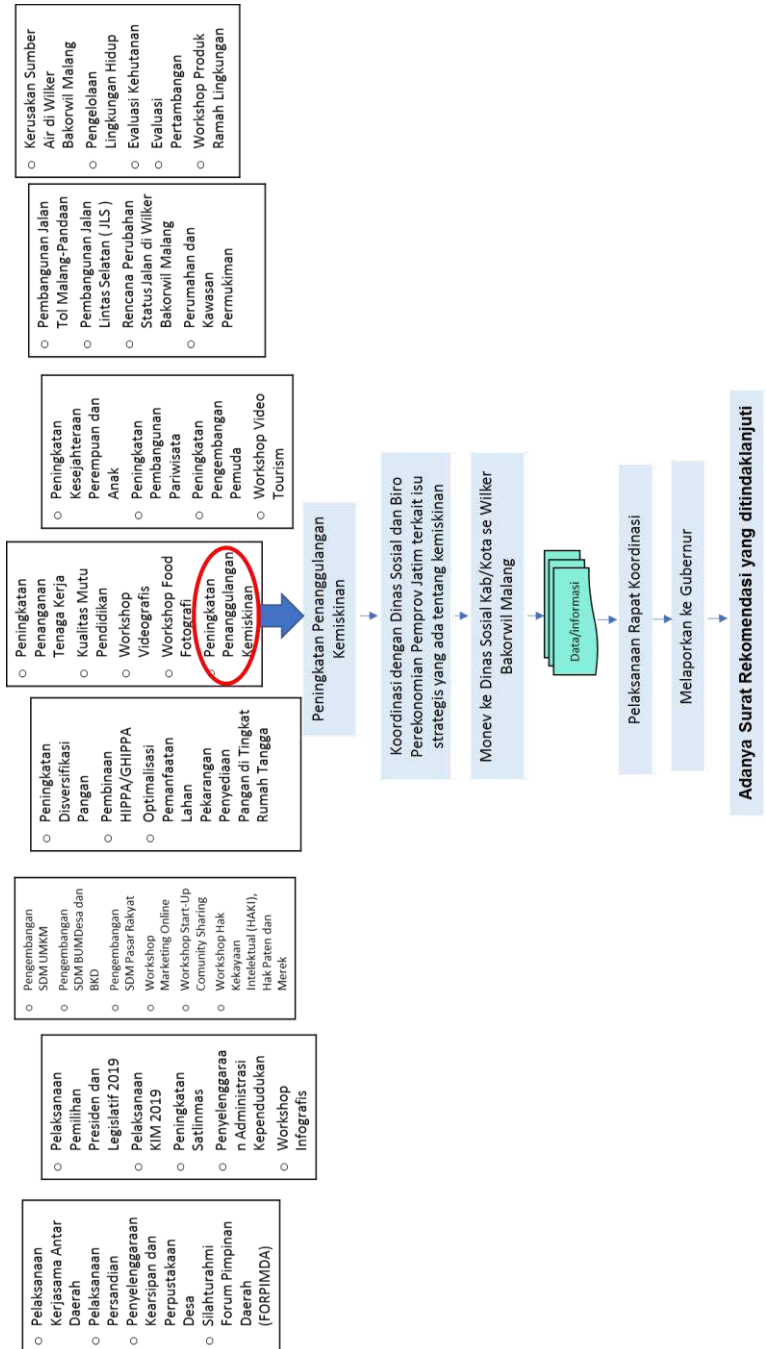 Pelaksanaan
Kerjasama Antar
Daerah
Pelaksanaan
Persandian
Penyelenggaraan
Kearsipan dan
Perpustakaan
Desa
Silahturahmi
Forum Pimpinan
Daerah
(FORPIMDA)
Pelaksanaan
Pemilihan
Presiden dan
Legislatif 2019
Pelaksanaan
KIM 2019
Peningkatan
Satlinmas
Penyelenggaraa
n Administrasi
Kependudukan
Workshop
Infografis
Pengembangan
SDM UMKM
Pengembangan
SDM BUMDesa dan
BKD
Pengembangan
SDM Pasar Rakyat
Workshop
Marketing Online
Workshop Start-Up
Comunity Sharing
Workshop Hak
Kekayaan
Intelektual (HAKI),
Hak Paten dan
Merek
Peningkatan
Disversifikasi
Pangan
Pembinaan
HIPPA/GHIPPA
Optimalisasi
Pemanfaatan
Lahan
Pekarangan
Penyediaan
Pangan di Tingkat
Rumah Tangga
Peningkatan
Penanganan
Tenaga Kerja
Kualitas Mutu
Pendidikan
Workshop
Videografis
Workshop Food
Fotografi
Peningkatan
Penanggulangan
Kemiskinan
Peningkatan
Kesejahteraan
Perempuan dan
Anak
Peningkatan
Pembangunan
Pariwisata
Peningkatan
Pengembangan
Pemuda
Workshop Video
Tourism
Pembangunan Jalan
Tol Malang-Pandaan
Pembangunan Jalan
Lintas Selatan ( JLS )
Rencana Perubahan
Status Jalan di Wilker
Bakorwil Malang
Perumahan dan
Kawasan
Permukiman
Kerusakan Sumber
Air di Wilker
Bakorwil Malang
Pengelolaan
Lingkungan Hidup
Evaluasi Kehutanan
Evaluasi
Pertambangan
Workshop Produk
Ramah Lingkungan
Peningkatan Penanggulangan
Kemiskinan
Koordinasi dengan Dinas Sosial dan Biro
Perekonomian Pemprov Jatim terkait isu
strategis yang ada tentang kemiskinan
Monev ke Dinas Sosial Kab/Kota se Wilker
Bakorwil Malang
Data/informasi
Pelaksanaan Rapat Koordinasi
Melaporkan ke Gubernur
Adanya Surat Rekomendasi yang ditindaklanjuti